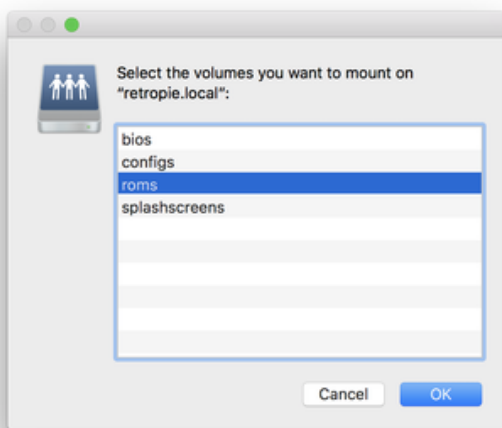 Select the volumes you want to mount on
“retropie.local”:
bios
configs
roms
splashscreens
Cancel
OK